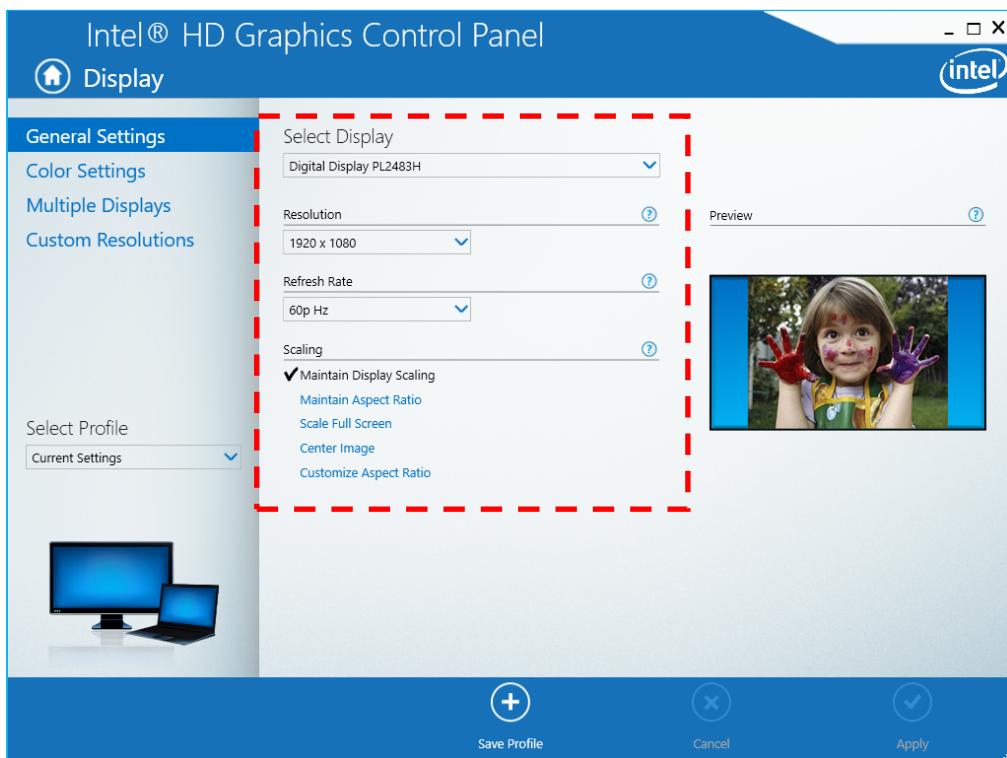 Intel® HD Graphics Control Panel
Display
intel
General Settings
Color Settings
Multiple Displays
Custom Resolutions
Select Profile
Current Settings
Select Display
Digital Display PL2483H
Resolution
?
1920 x 1080
Refresh Rate
?
60p Hz
Scaling
?
Maintain Display Scaling
Maintain Aspect Ratio
Scale Full Screen
Center Image
Customize Aspect Ratio
Preview
?
Save Profile
Cancel
Apply